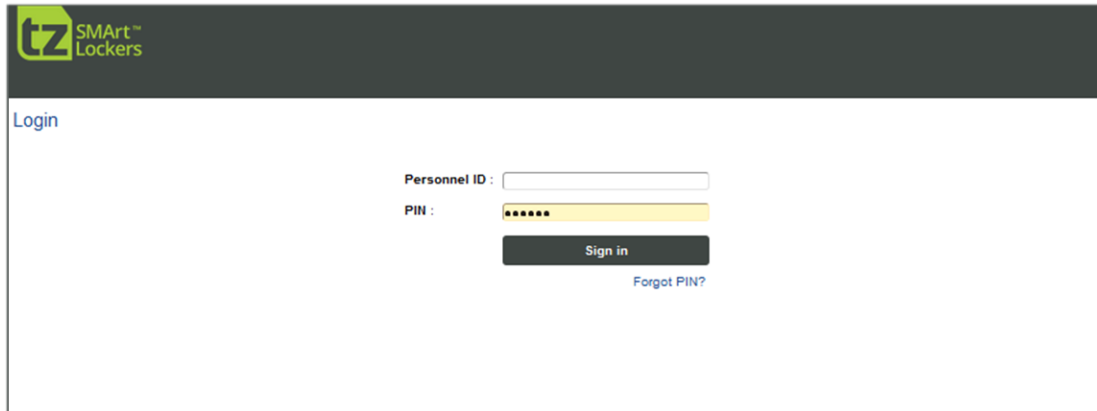 tz SMArt™
Lockers
Login
Personnel ID :
PIN : ••••••
Sign in
Forgot PIN?